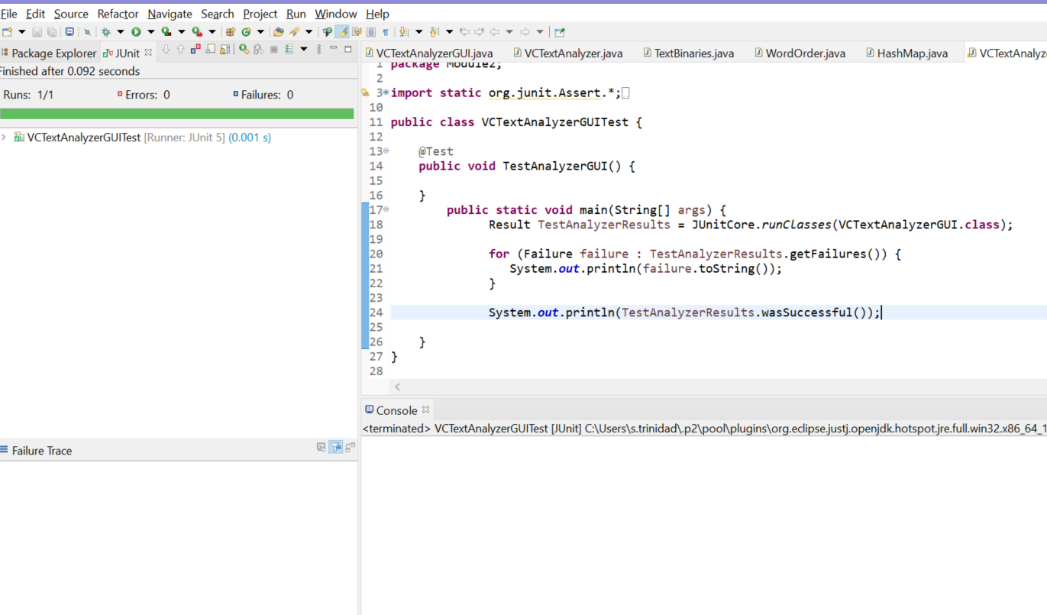 File Edit Source Refactor Navigate Search Project Run Window Help
Package Explorer JUnit
Finished after 0.092 seconds
Runs: 1/1 Errors: 0 Failures: 0
VCTextAnalyzerGUITest [Runner: JUnit 5] (0.001 s)
Failure Trace
VCTextAnalyzerGUI.java VCTextAnalyzer.java TextBinaries.java WordOrder.java HashMap.java VCTextAnalyz
1 package Module2;
2
3 import static org.junit.Assert.*;
10
11 public class VCTextAnalyzerGUITest {
12
13 @Test
14 public void TestAnalyzerGUI() {
15
16 }
17 public static void main(String[] args) {
18 Result TestAnalyzerResults = JUnitCore.runClasses(VCTextAnalyzerGUI.class);
19
20 for (Failure failure : TestAnalyzerResults.getFailures()) {
21 System.out.println(failure.toString());
22 }
23
24 System.out.println(TestAnalyzerResults.wasSuccessful());
25
26 }
27 }
28
Console
<terminated> VCTextAnalyzerGUITest [JUnit] C:\Users\s.trinidad\.p2\pool\plugins\org.eclipse.justj.openjdk.hotspot.jre.full.win32.x86_64_1